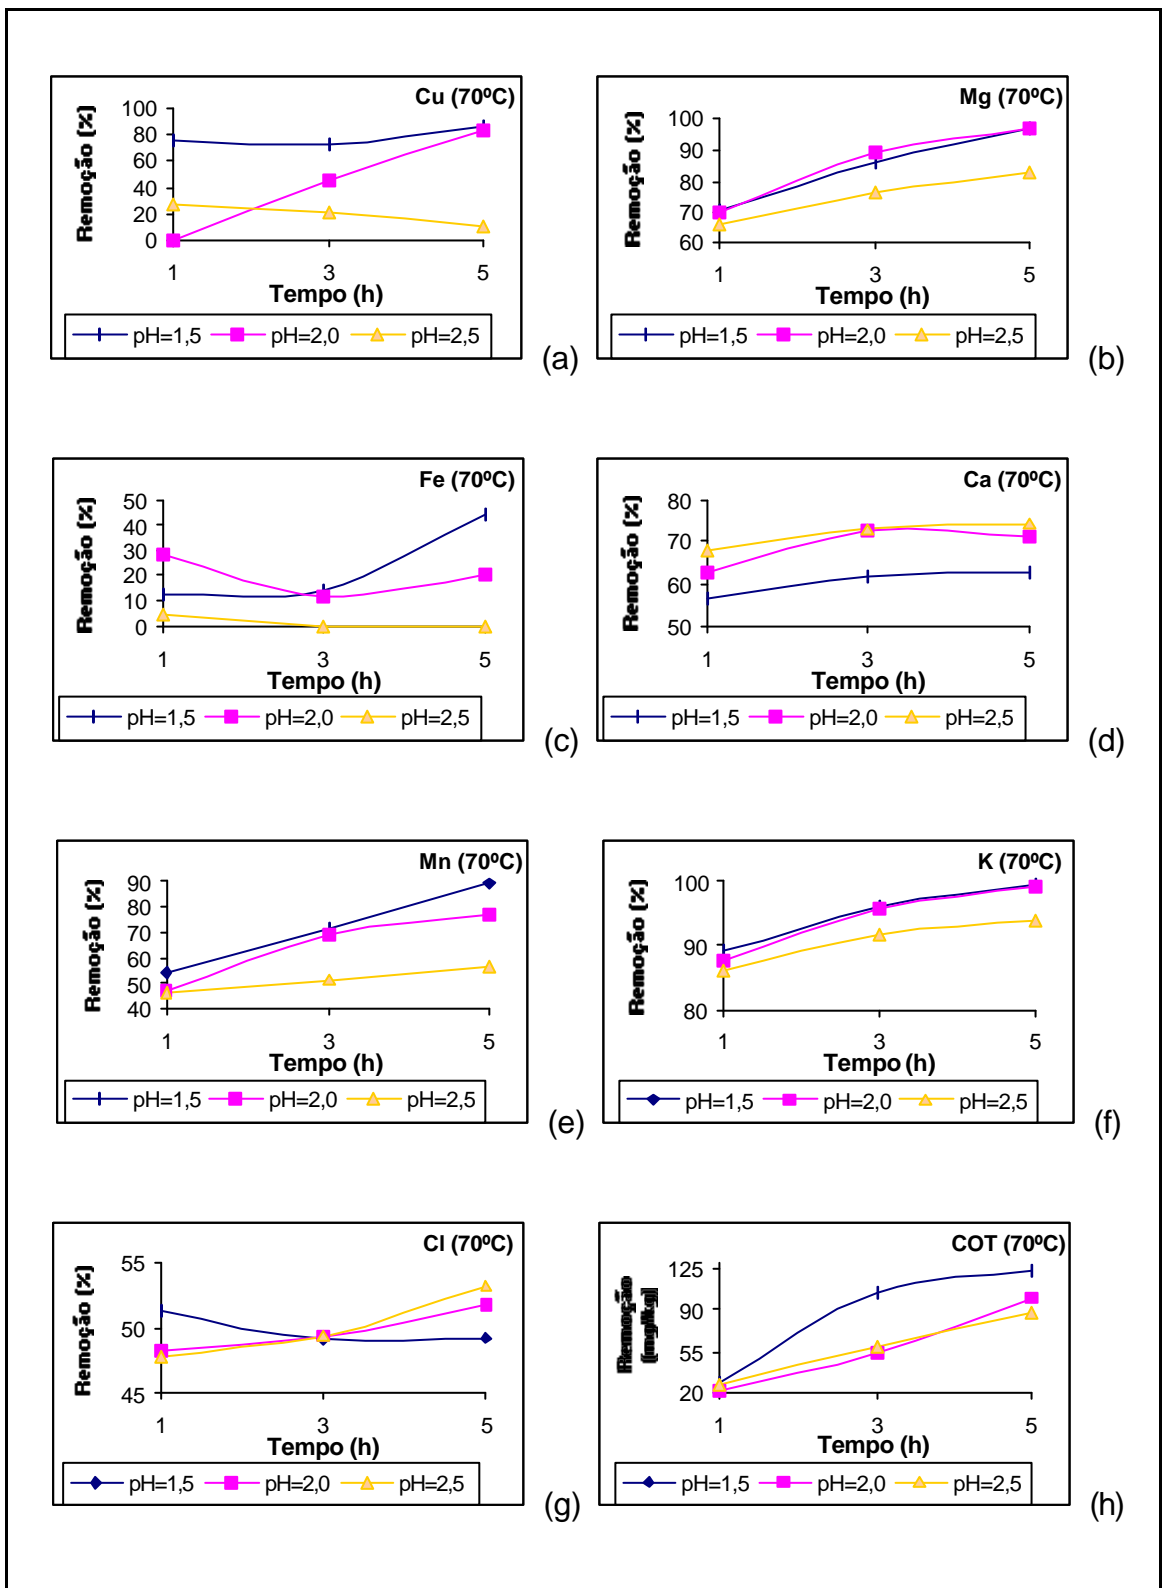 Cu (70ºC)
Remoção (%)
100
80
60
40
20
0
1 3 5
Tempo (h)
pH=1,5 pH=2,0 pH=2,5
(a)
Mg (70ºC)
Remoção (%)
100
90
80
70
60
1 3 5
Tempo (h)
pH=1,5 pH=2,0 pH=2,5
(b)
Fe (70ºC)
Remoção (%)
50
40
30
20
10
0
1 3 5
Tempo (h)
pH=1,5 pH=2,0 pH=2,5
(c)
Ca (70ºC)
Remoção (%)
80
70
60
50
1 3 5
Tempo (h)
pH=1,5 pH=2,0 pH=2,5
(d)
Mn (70ºC)
Remoção (%)
90
80
70
60
50
40
1 3 5
Tempo (h)
pH=1,5 pH=2,0 pH=2,5
(e)
K (70ºC)
Remoção (%)
100
90
80
1 3 5
Tempo (h)
pH=1,5 pH=2,0 pH=2,5
(f)
Cl (70ºC)
Remoção (%)
55
50
45
1 3 5
Tempo (h)
pH=1,5 pH=2,0 pH=2,5
(g)
COT (70ºC)
Remoção
(mg/kg)
125
90
55
20
1 3 5
Tempo (h)
pH=1,5 pH=2,0 pH=2,5
(h)